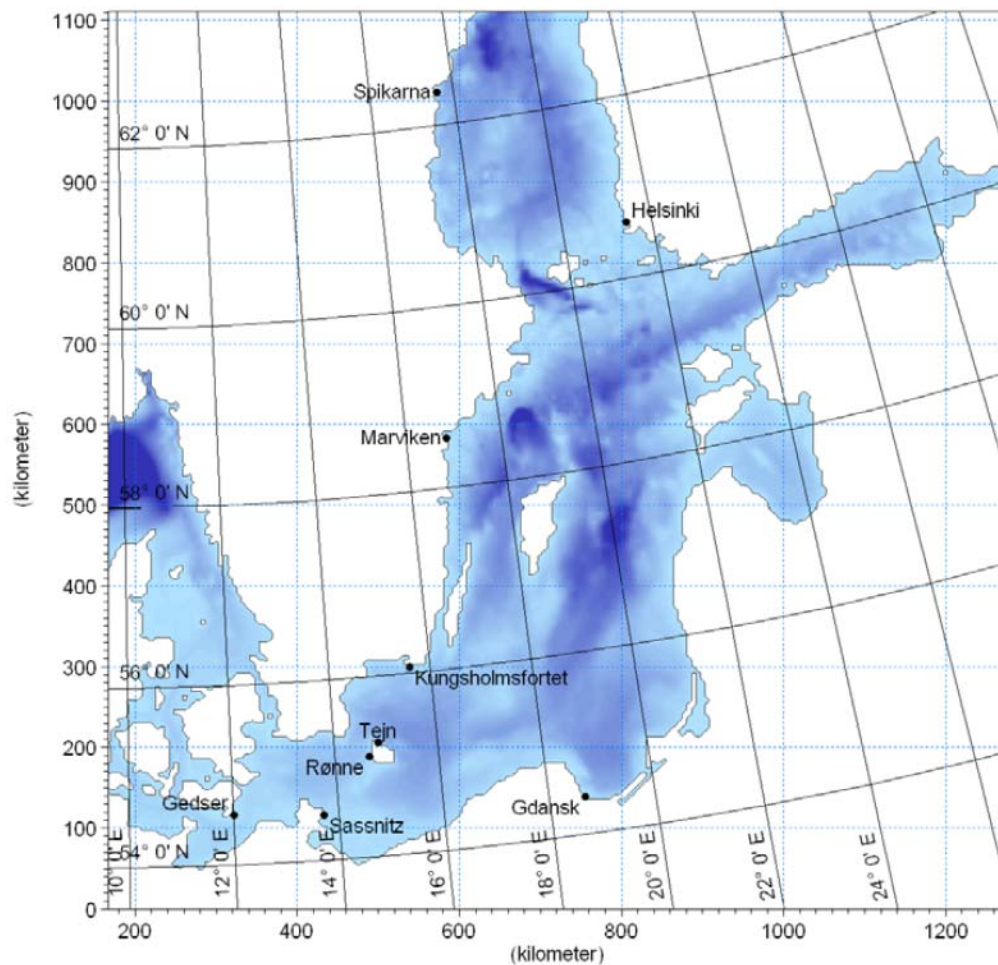 1100
1000
900
800
700
600
500
400
300
200
100
0
(kilometer)
Spikarna
62° 0' N
Helsinki
60° 0' N
Marviken
58° 0' N
56° 0' N
Kungsholmsfortet
Tejn
Rønne
Gedser
Sassnitz
Gdansk
54° 0' N
10° 0' E
12° 0' E
14° 0' E
16° 0' E
18° 0' E
20° 0' E
22° 0' E
24° 0' E
200
400
600
800
1000
1200
(kilometer)